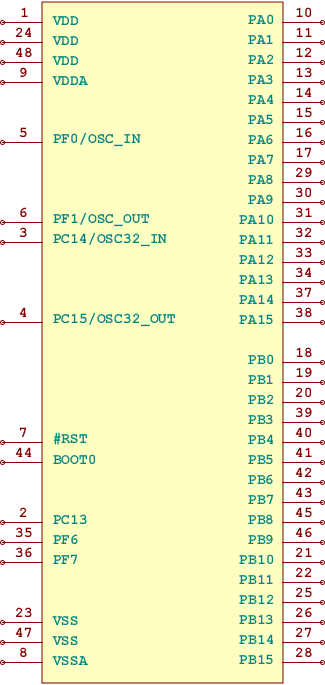 1 VDD PA0 10
24 VDD PA1 11
48 VDD PA2 12
9 VDDA PA3 13
PA4 14
PA5 15
5 PF0/OSC_IN PA6 16
PA7 17
PA8 29
PA9 30
6 PF1/OSC_OUT PA10 31
3 PC14/OSC32_IN PA11 32
PA12 33
PA13 34
PA14 37
4 PC15/OSC32_OUT PA15 38
PB0 18
PB1 19
PB2 20
PB3 39
7 #RST PB4 40
44 BOOT0 PB5 41
PB6 42
PB7 43
2 PC13 PB8 45
35 PF6 PB9 46
36 PF7 PB10 21
PB11 22
PB12 25
23 VSS PB13 26
47 VSS PB14 27
8 VSSA PB15 28